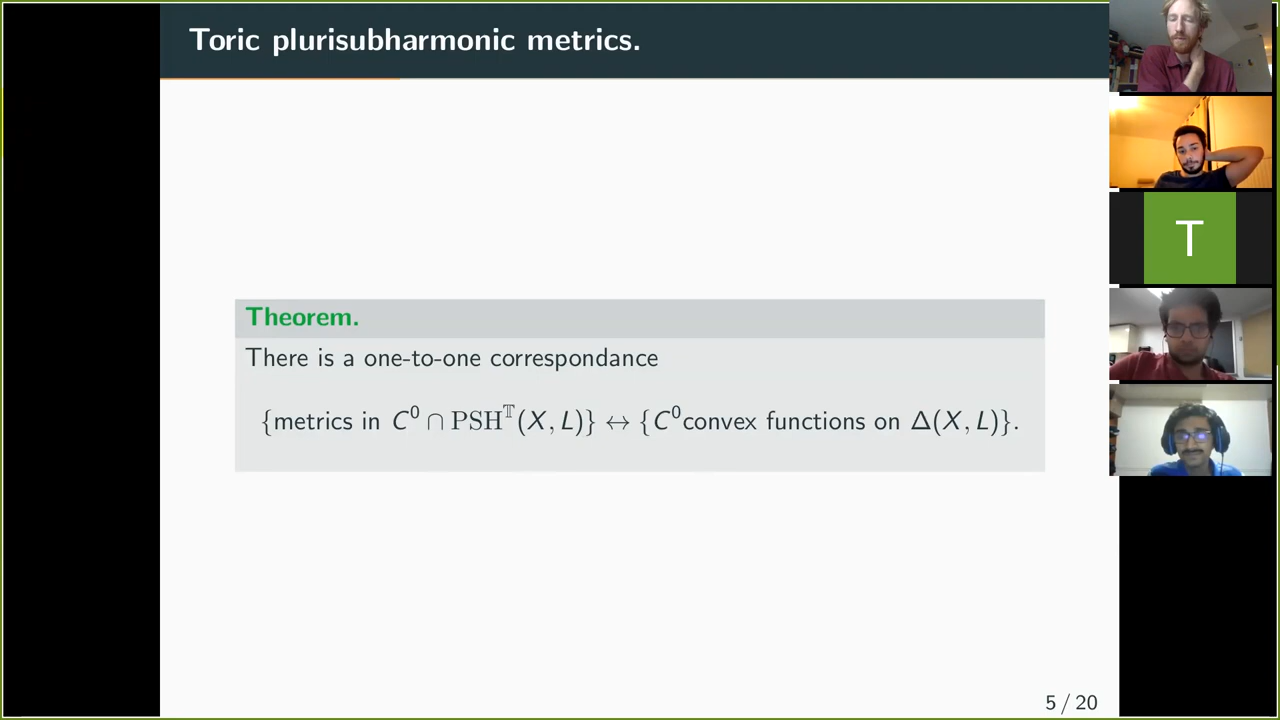 Toric plurisubharmonic metrics.
Theorem.
There is a one-to-one correspondance
{metrics in C⁰ ∩ PSH^𝕋(X, L)} ↔ {C⁰convex functions on Δ(X, L)}.
5 / 20
T